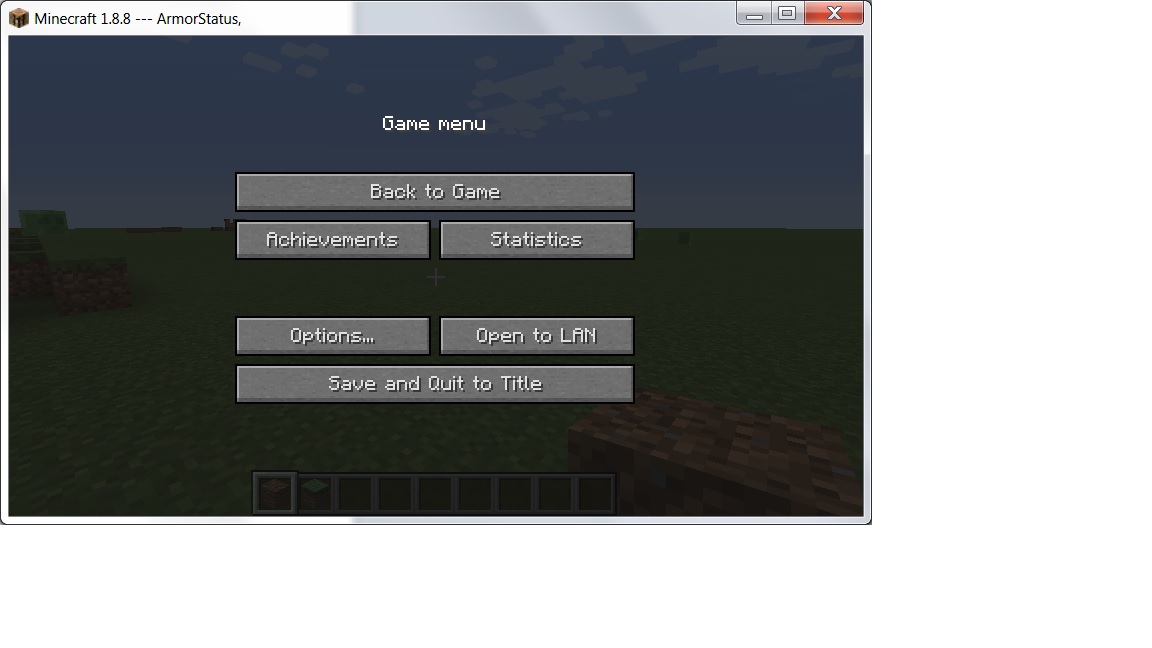 Minecraft 1.8.8 --- ArmorStatus,
Game menu
Back to Game
Achievements
Statistics
Options...
Open to LAN
Save and Quit to Title